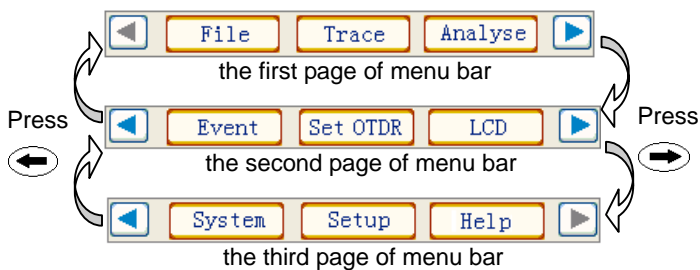 File Trace Analyse
the first page of menu bar
Press Press
Event Set OTDR LCD
the second page of menu bar
System Setup Help
the third page of menu bar